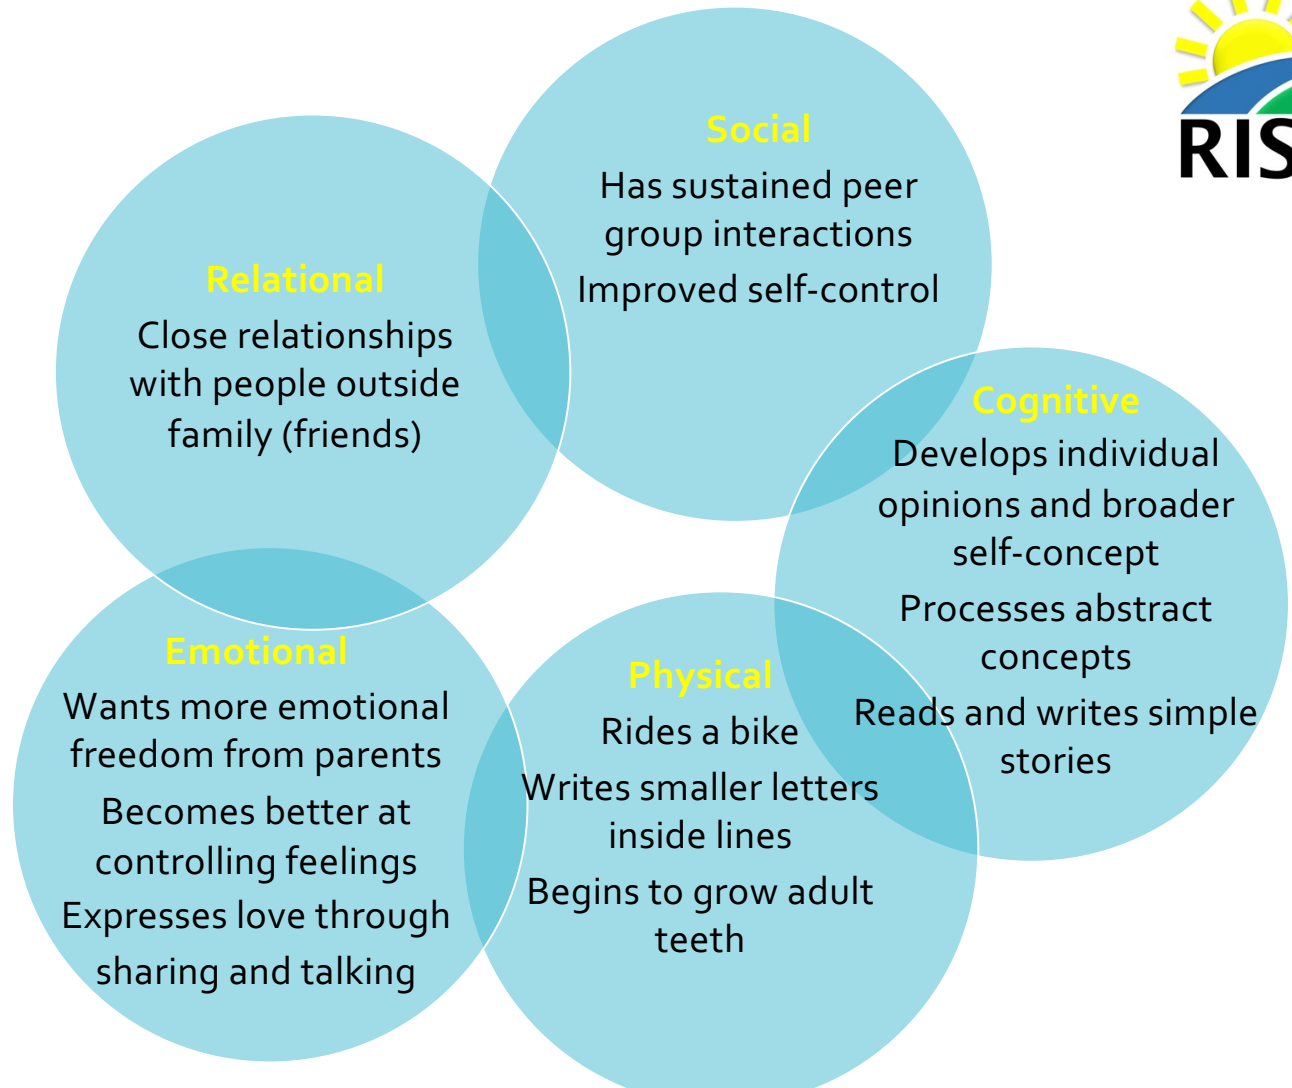 RIS
Social
Has sustained peer
group interactions
Improved self-control
Relational
Close relationships
with people outside
family (friends)
Cognitive
Develops individual
opinions and broader
self-concept
Processes abstract
concepts
Reads and writes simple
stories
Emotional
Wants more emotional
freedom from parents
Becomes better at
controlling feelings
Expresses love through
sharing and talking
Physical
Rides a bike
Writes smaller letters
inside lines
Begins to grow adult
teeth